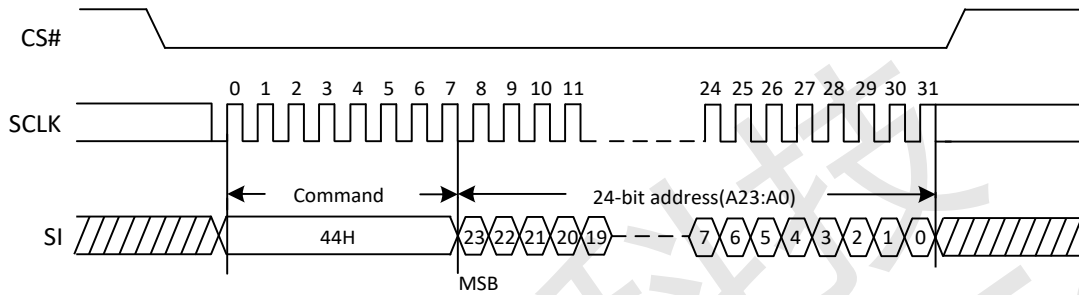 CS#
0 1 2 3 4 5 6 7 8 9 10 11 24 25 26 27 28 29 30 31
SCLK
Command 24-bit address(A23:A0)
SI 44H 23 22 21 20 19 7 6 5 4 3 2 1 0
MSB
科技